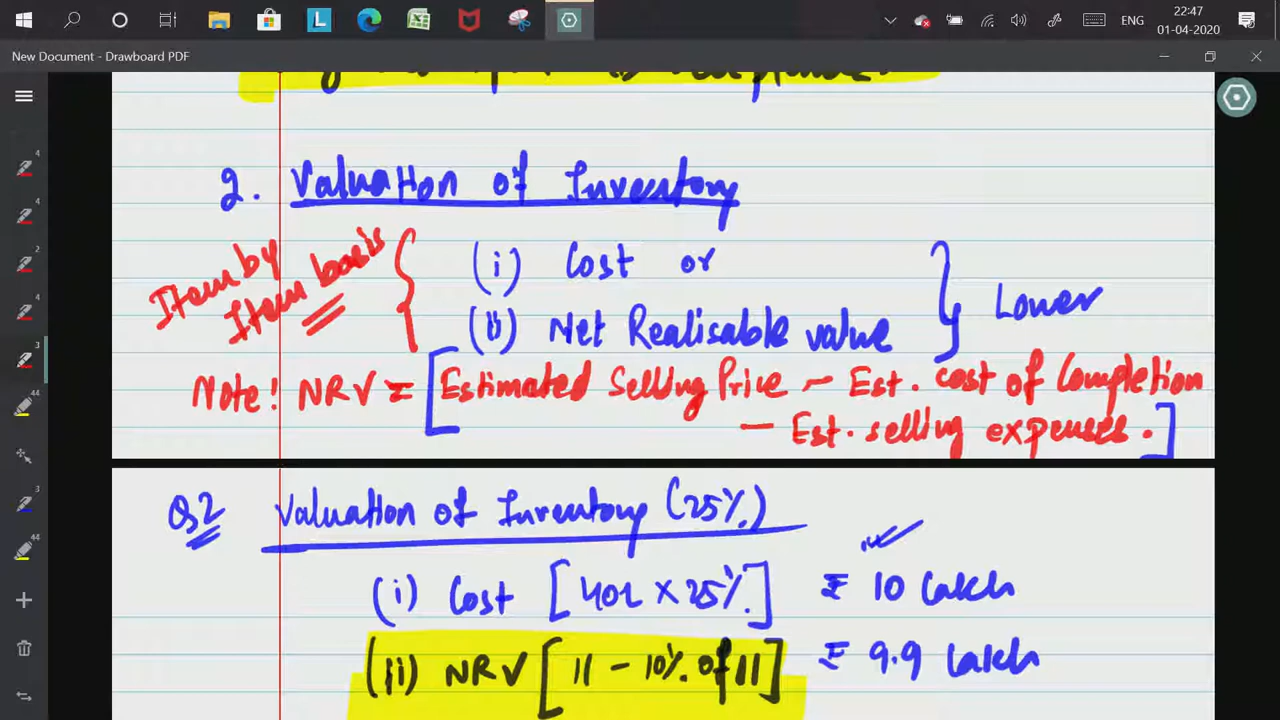 22:47
ENG
01-04-2020
New Document - Drawboard PDF
2. Valuation of Inventory
Item by
Item basis
(i) Cost or
(ii) Net Realisable value
Lower
Note! NRV = [Estimated Selling Price - Est. cost of Completion
- Est. selling expenses.]
Q2 Valuation of Inventory (25%)
(i) Cost [40L x 25%] ₹ 10 Lakh
(ii) NRV [11 - 10% of 11] ₹ 9.9 Lakh